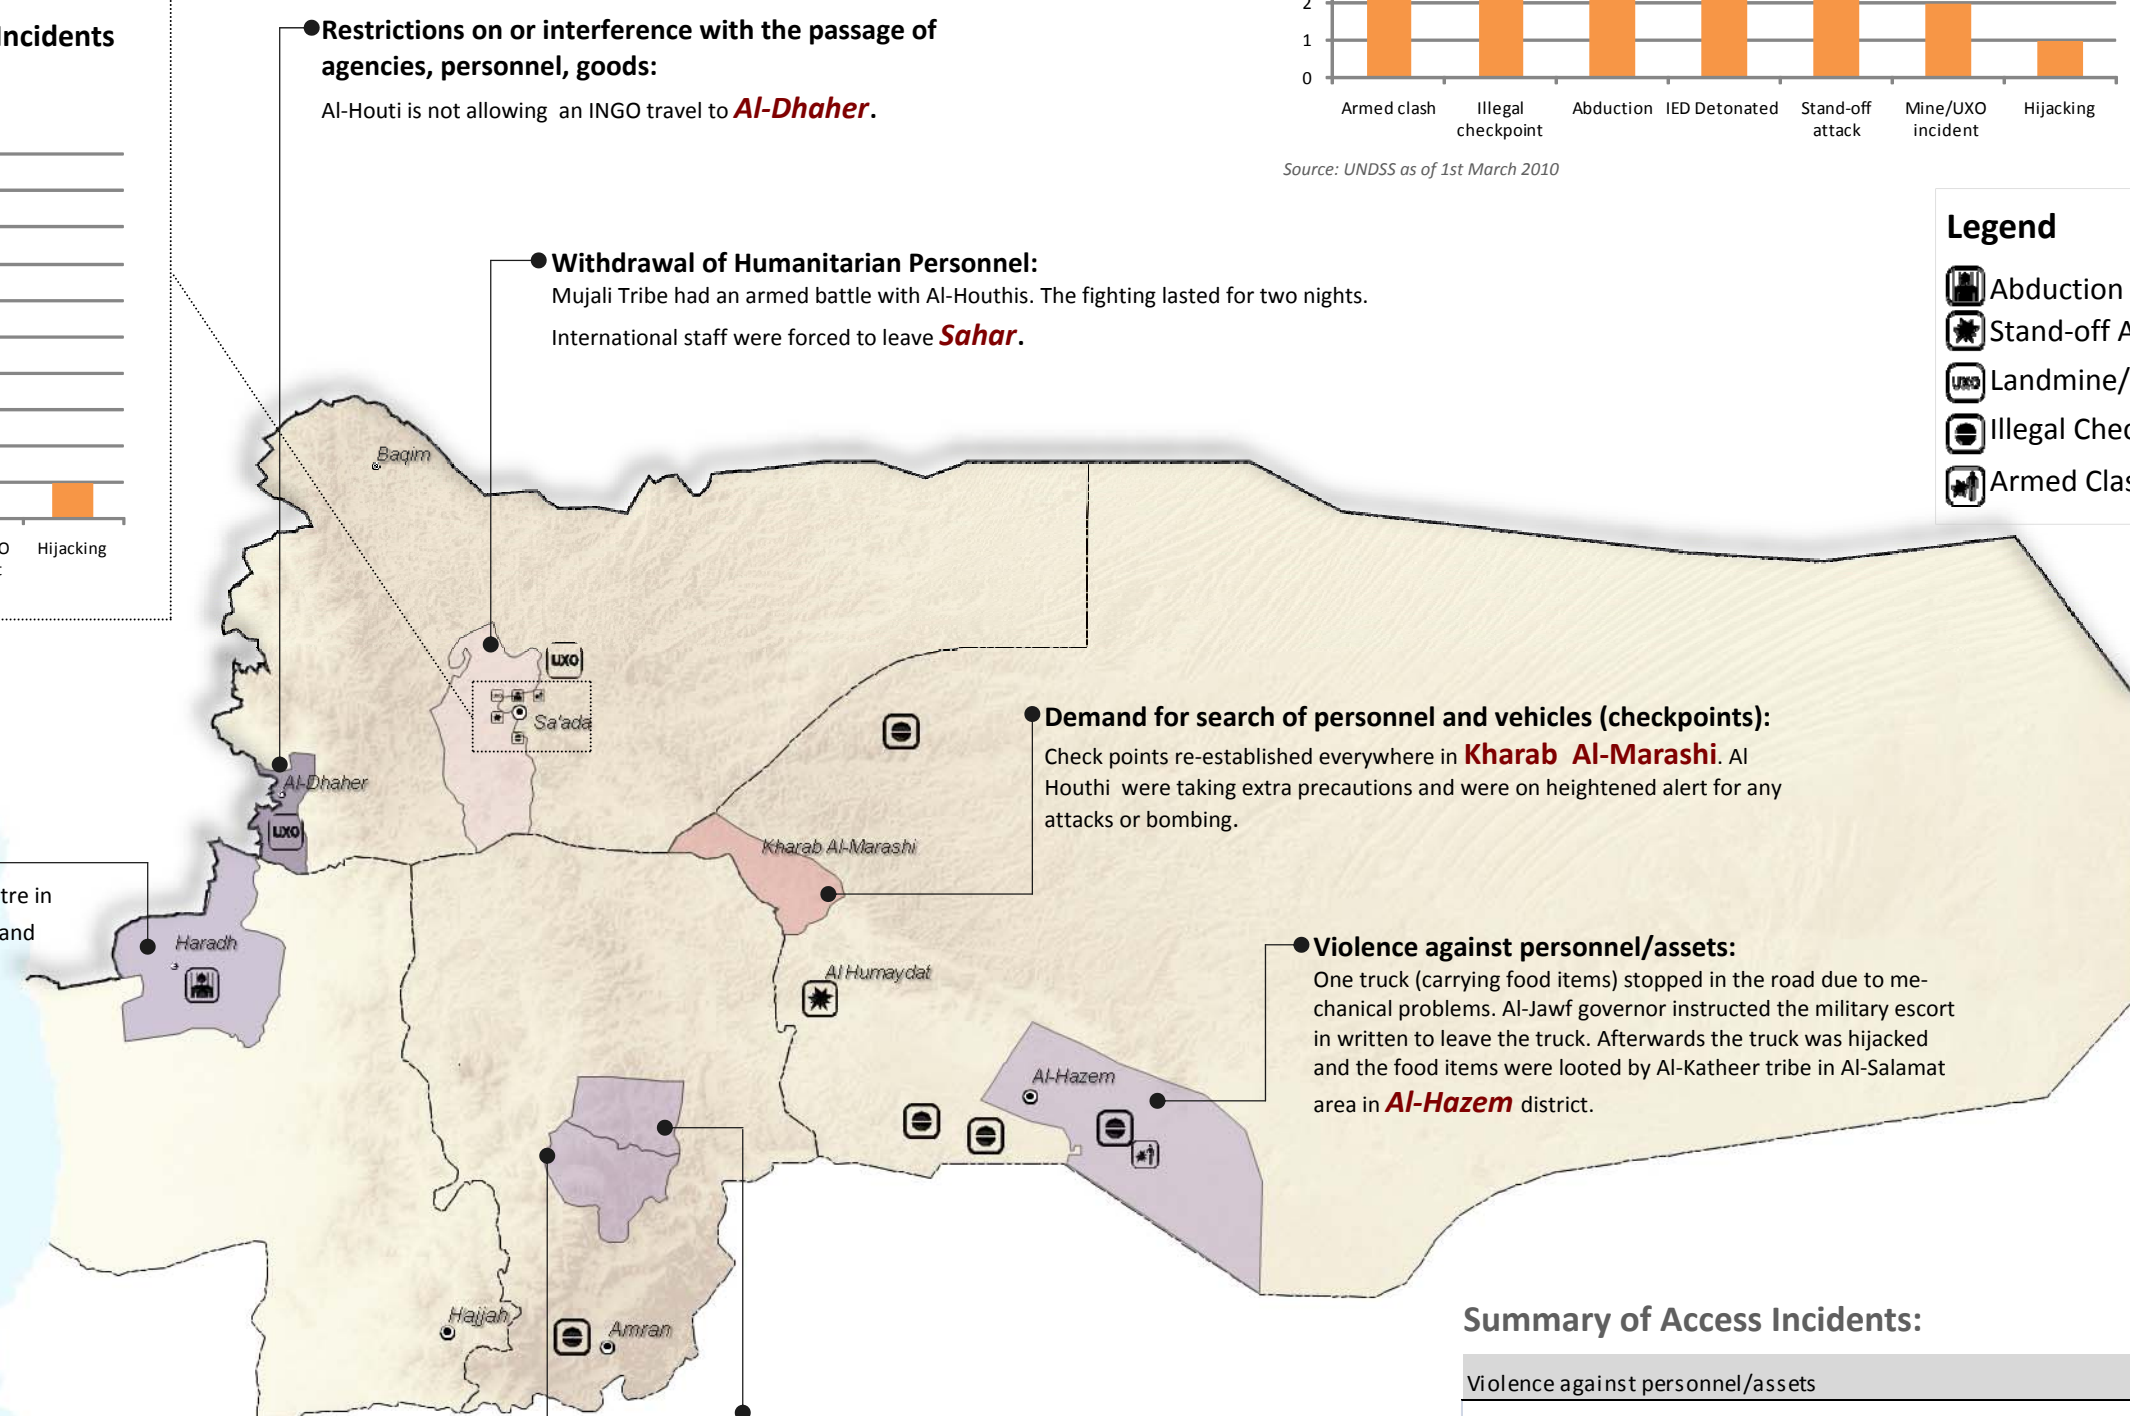 Incidents
Hijacking
Restrictions on or interference with the passage of
agencies, personnel, goods:
Al-Houti is not allowing an INGO travel to Al-Dhaher.
2
1
0
Armed clash
Illegal
checkpoint
Abduction
IED Detonated
Stand-off
attack
Mine/UXO
incident
Hijacking
Source: UNDSS as of 1st March 2010
Legend
Abduction
Stand-off A
Landmine/
Illegal Chec
Armed Clas
Withdrawal of Humanitarian Personnel:
Mujali Tribe had an armed battle with Al-Houthis. The fighting lasted for two nights.
International staff were forced to leave Sahar.
Baqim
UXO
Sa'ada
Al-Dhaher
UXO
Demand for search of personnel and vehicles (checkpoints):
Check points re-established everywhere in Kharab Al-Marashi. Al
Houthi were taking extra precautions and were on heightened alert for any
attacks or bombing.
Kharab Al-Marashi
tre in
and
Haradh
Al Humaydat
Violence against personnel/assets:
One truck (carrying food items) stopped in the road due to me-
chanical problems. Al-Jawf governor instructed the military escort
in written to leave the truck. Afterwards the truck was hijacked
and the food items were looted by Al-Katheer tribe in Al-Salamat
area in Al-Hazem district.
Al-Hazem
Hajjah
Amran
Summary of Access Incidents:
Violence against personnel/assets